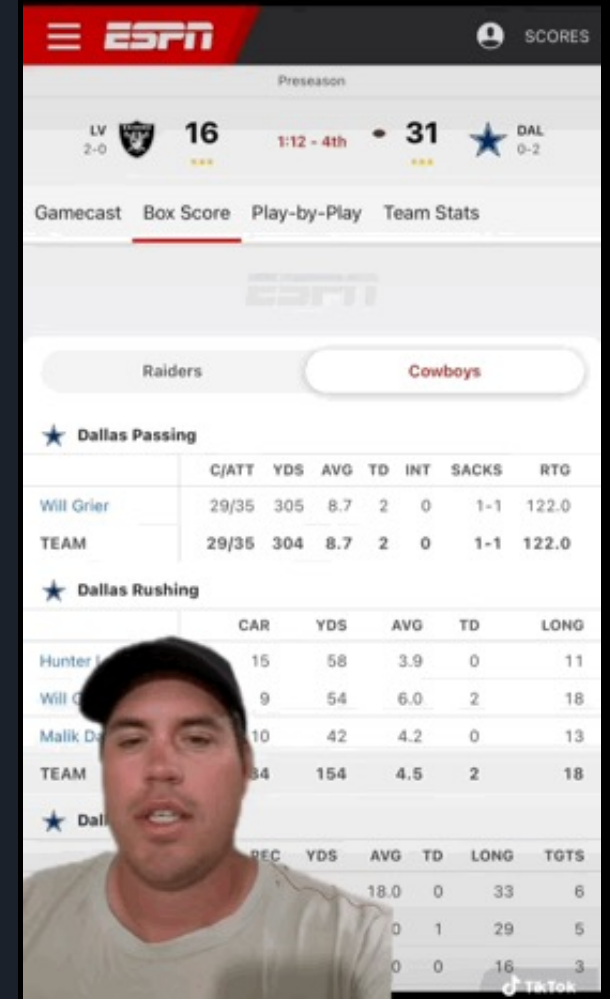 ESPN SCORES
Preseason
LV 16 1:12 - 4th 31 DAL
2-0 0-2
Gamecast Box Score Play-by-Play Team Stats
ESPN
Raiders Cowboys
Dallas Passing
C/ATT YDS AVG TD INT SACKS RTG
Will Grier 29/35 305 8.7 2 0 1-1 122.0
TEAM 29/35 304 8.7 2 0 1-1 122.0
Dallas Rushing
CAR YDS AVG TD LONG
Hunter 15 58 3.9 0 11
Will 9 54 6.0 2 18
Malik 10 42 4.2 0 13
TEAM 34 154 4.5 2 18
REC YDS AVG TD LONG TGTS
18.0 0 33 6
0 1 29 5
0 0 16 3
TikTok